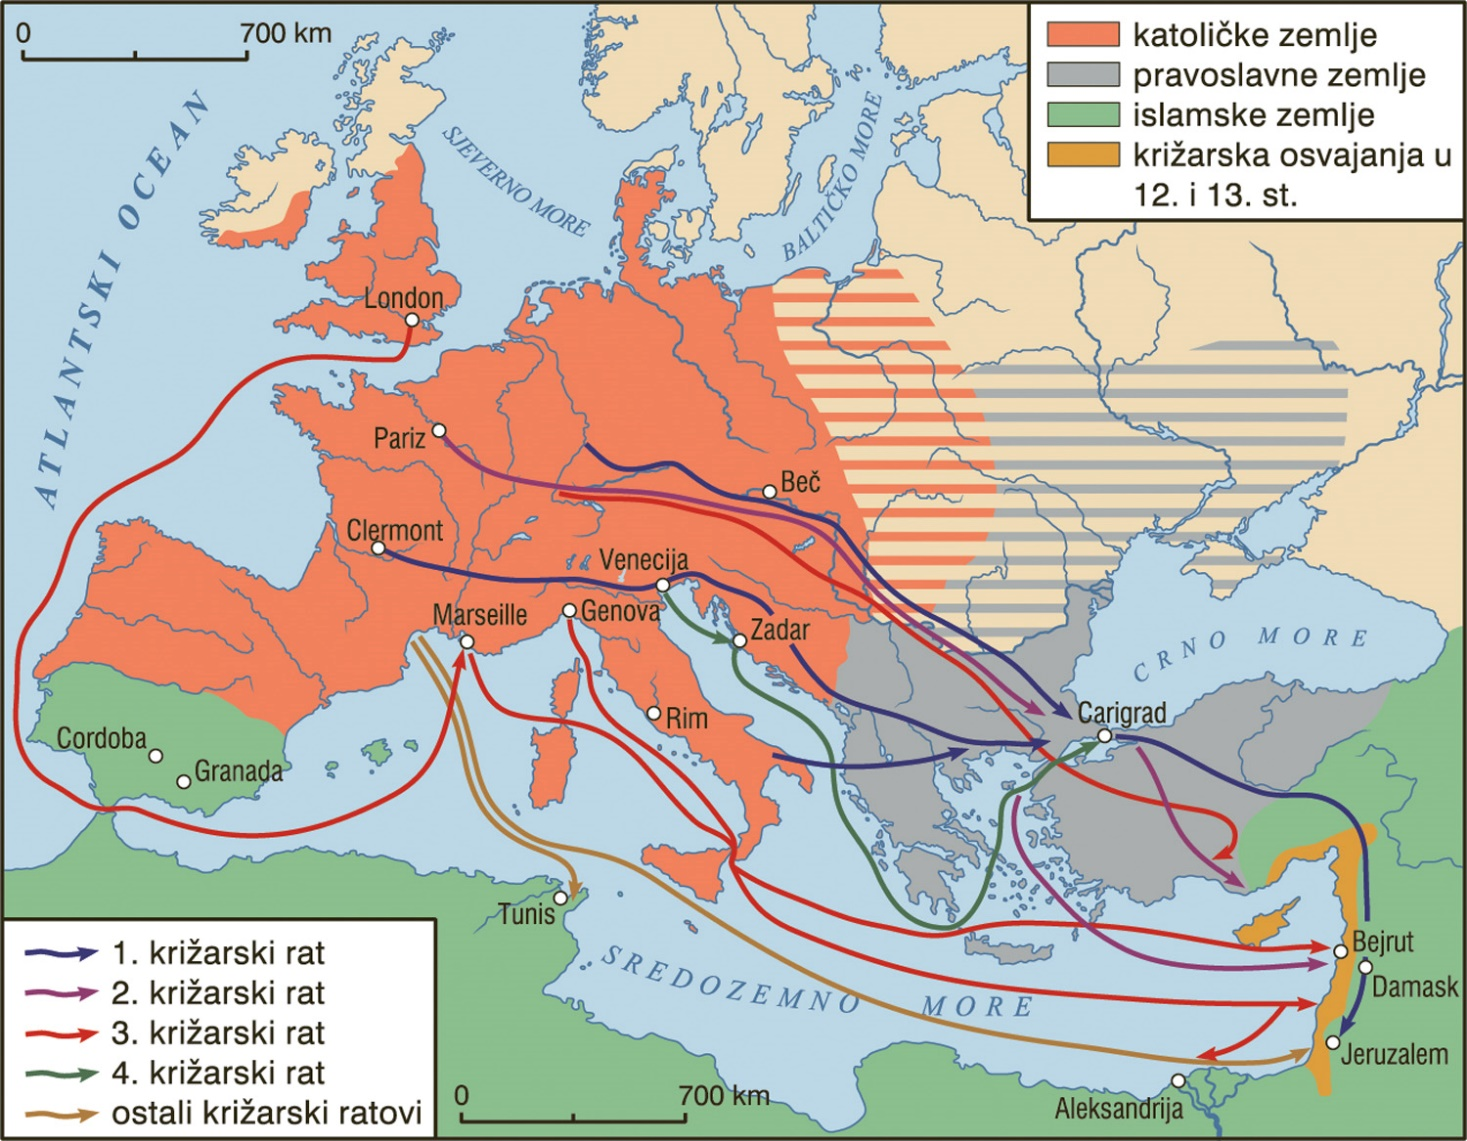 0 700 km
katoličke zemlje
pravoslavne zemlje
islamske zemlje
križarska osvajanja u
12. i 13. st.
ATLANTSKI OCEAN
SJEVERNO MORE
BALTIČKO MORE
London
Pariz
Beč
Clermont
Venecija
Marseille
Genova
Zadar
CRNO MORE
Rim
Carigrad
Cordoba
Granada
Tunis
Bejrut
Damask
SREDOZEMNO MORE
Jeruzalem
Aleksandrija
1. križarski rat
2. križarski rat
3. križarski rat
4. križarski rat
ostali križarski ratovi
0 700 km